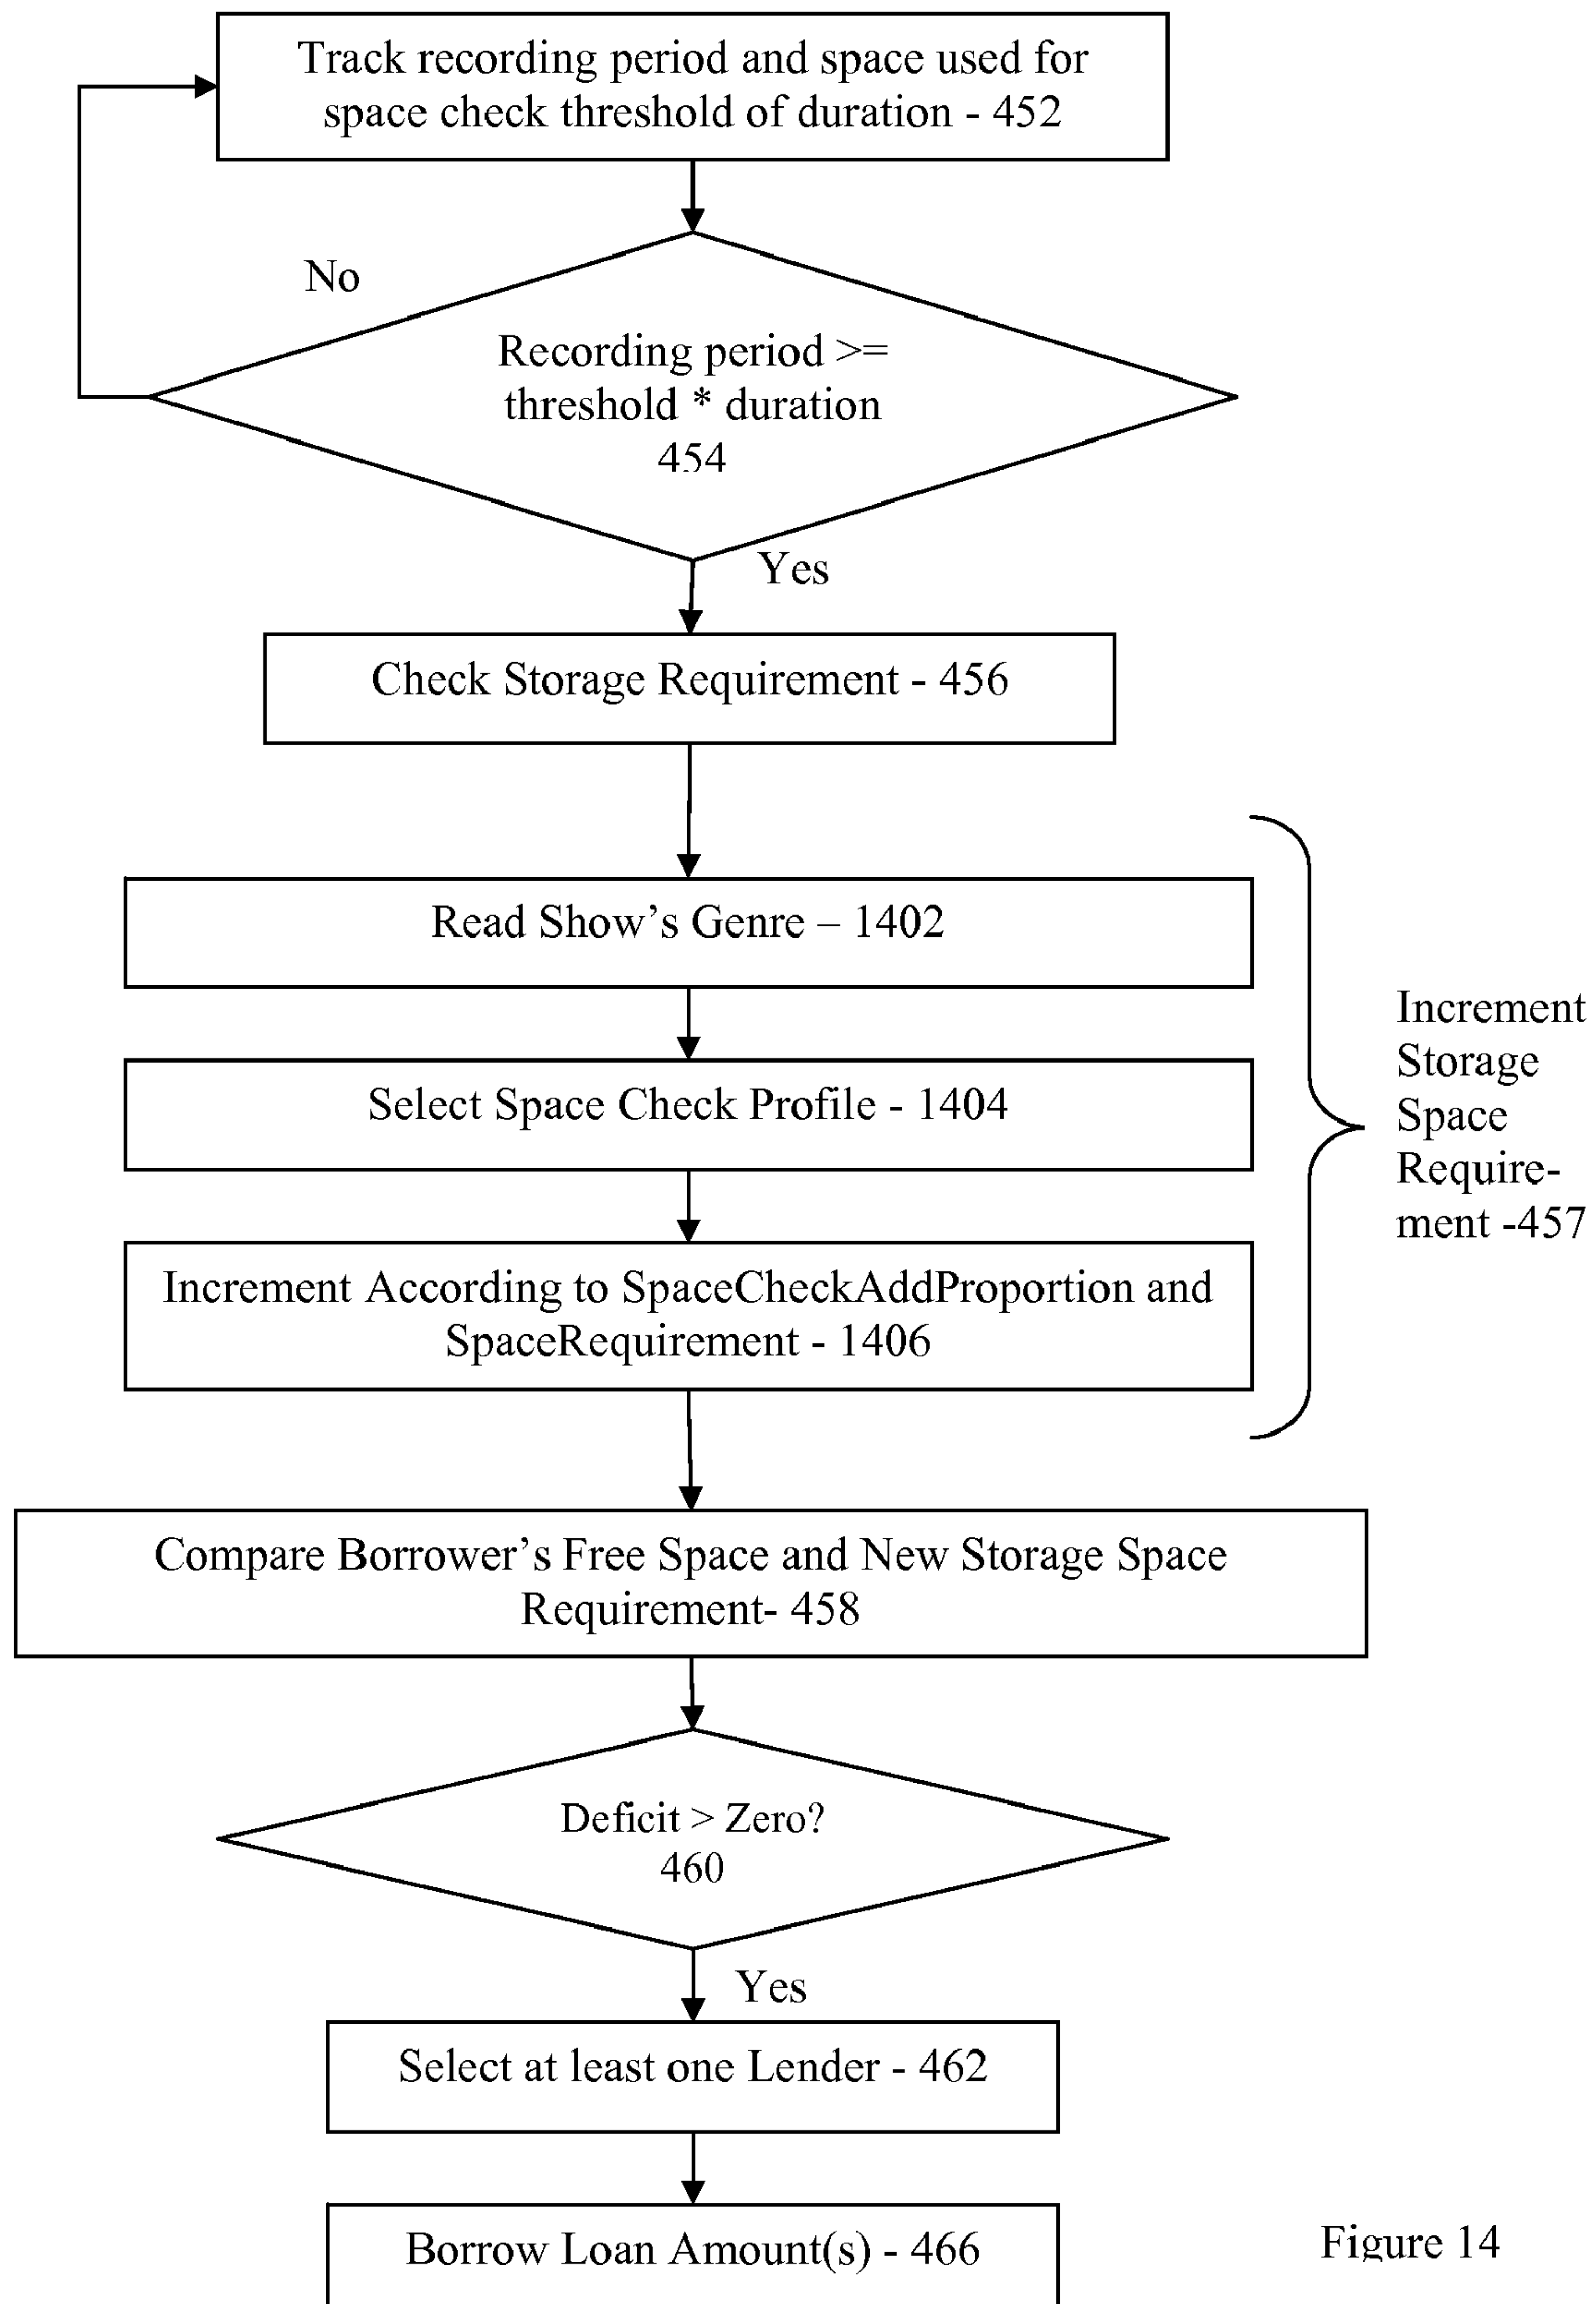 Track recording period and space used for
space check threshold of duration - 452
No
Recording period >=
threshold * duration
454
Yes
Check Storage Requirement - 456
Read Show’s Genre – 1402
Select Space Check Profile - 1404
Increment According to SpaceCheckAddProportion and
SpaceRequirement - 1406
Increment
Storage
Space
Require-
ment -457
Compare Borrower’s Free Space and New Storage Space
Requirement- 458
Deficit > Zero?
460
Yes
Select at least one Lender - 462
Borrow Loan Amount(s) - 466
Figure 14